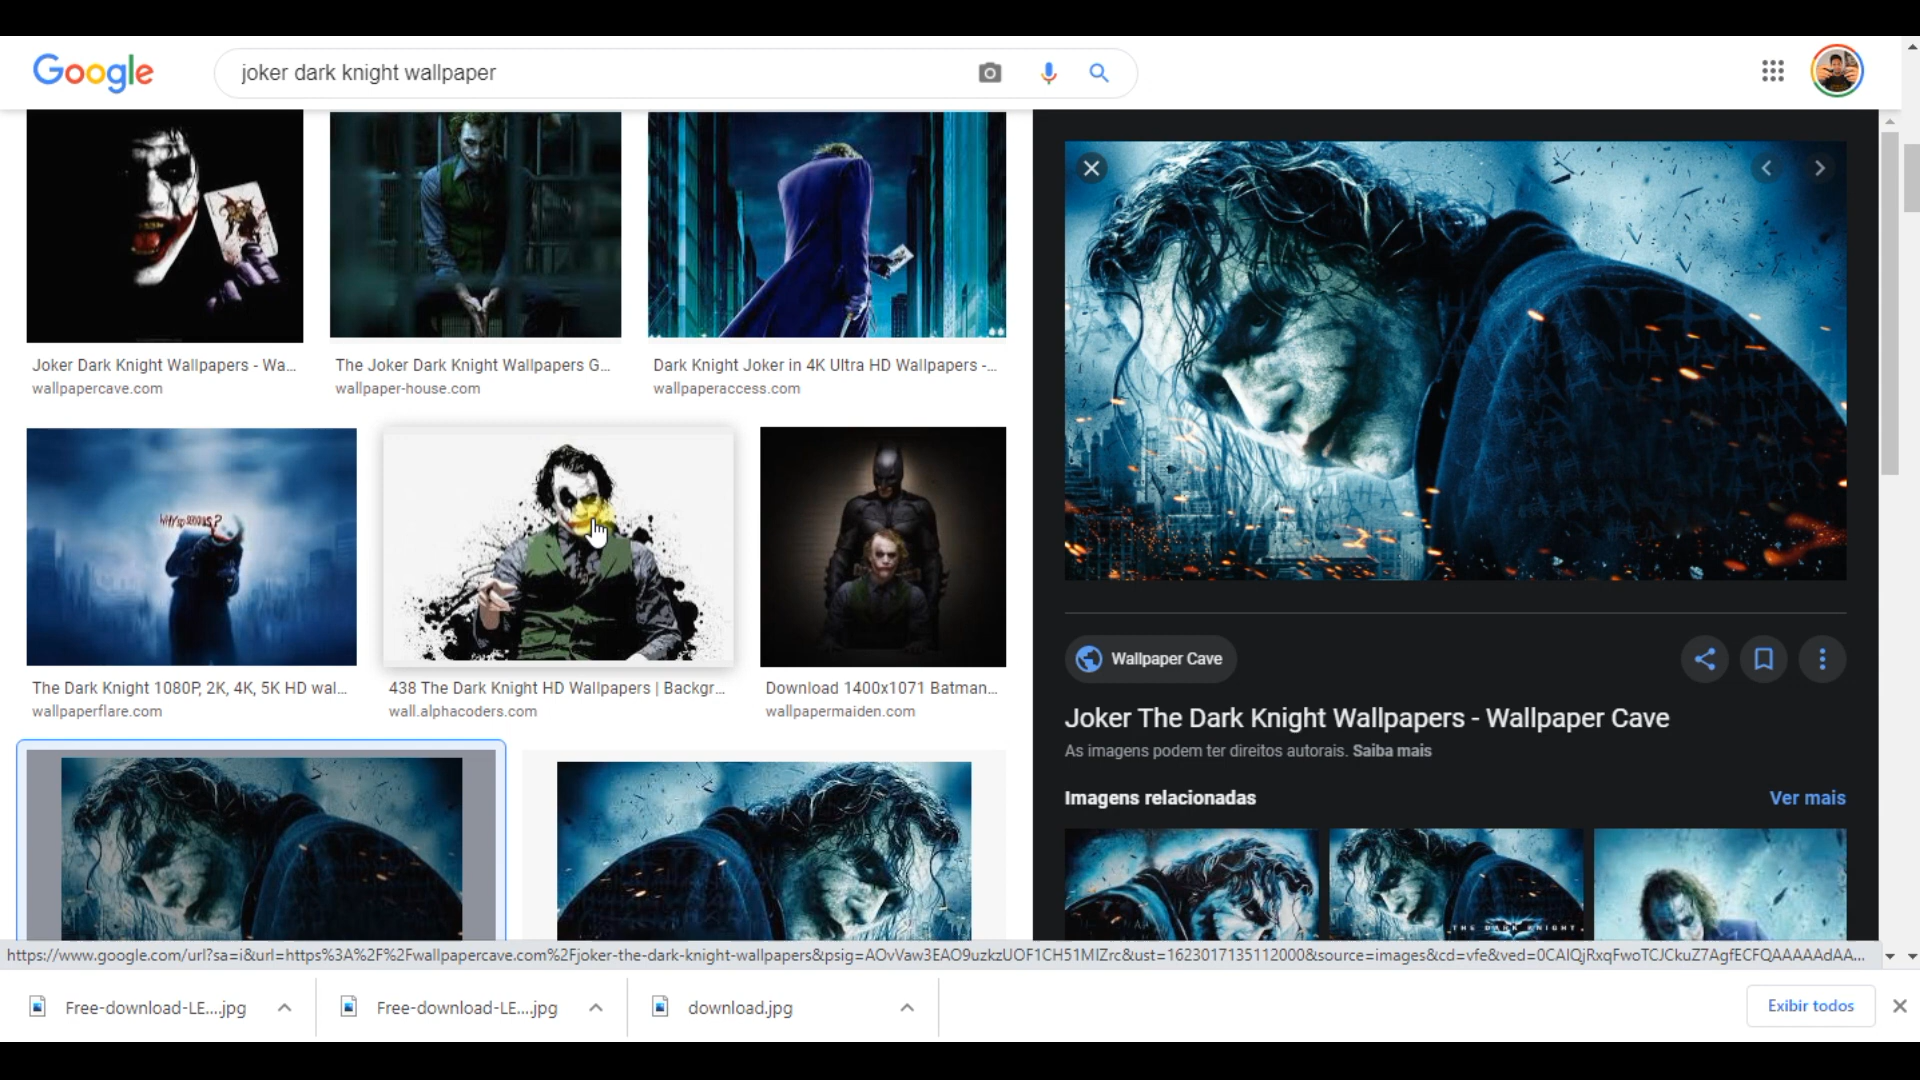 Google
joker dark knight wallpaper
Joker Dark Knight Wallpapers - Wa...
wallpapercave.com
The Joker Dark Knight Wallpapers G...
wallpaper-house.com
Dark Knight Joker in 4K Ultra HD Wallpapers -...
wallpaperaccess.com
WHY SO SERIOUS?
The Dark Knight 1080P, 2K, 4K, 5K HD wal...
wallpaperflare.com
438 The Dark Knight HD Wallpapers | Backgr...
wall.alphacoders.com
Download 1400x1071 Batman...
wallpapermaiden.com
Wallpaper Cave
Joker The Dark Knight Wallpapers - Wallpaper Cave
As imagens podem ter direitos autorais. Saiba mais
Imagens relacionadas
Ver mais
THE DARK KNIGHT
https://www.google.com/url?sa=i&url=https%3A%2F%2Fwallpapercave.com%2Fjoker-the-dark-knight-wallpapers&psig=AOvVaw3EAO9uzkzUOF1CH51MIZrc&ust=1623017135112000&source=images&cd=vfe&ved=0CAIQjRxqFwoTCJCkuZ7AgfECFQAAAAAdAA...
Free-download-LE....jpg
Free-download-LE....jpg
download.jpg
Exibir todos